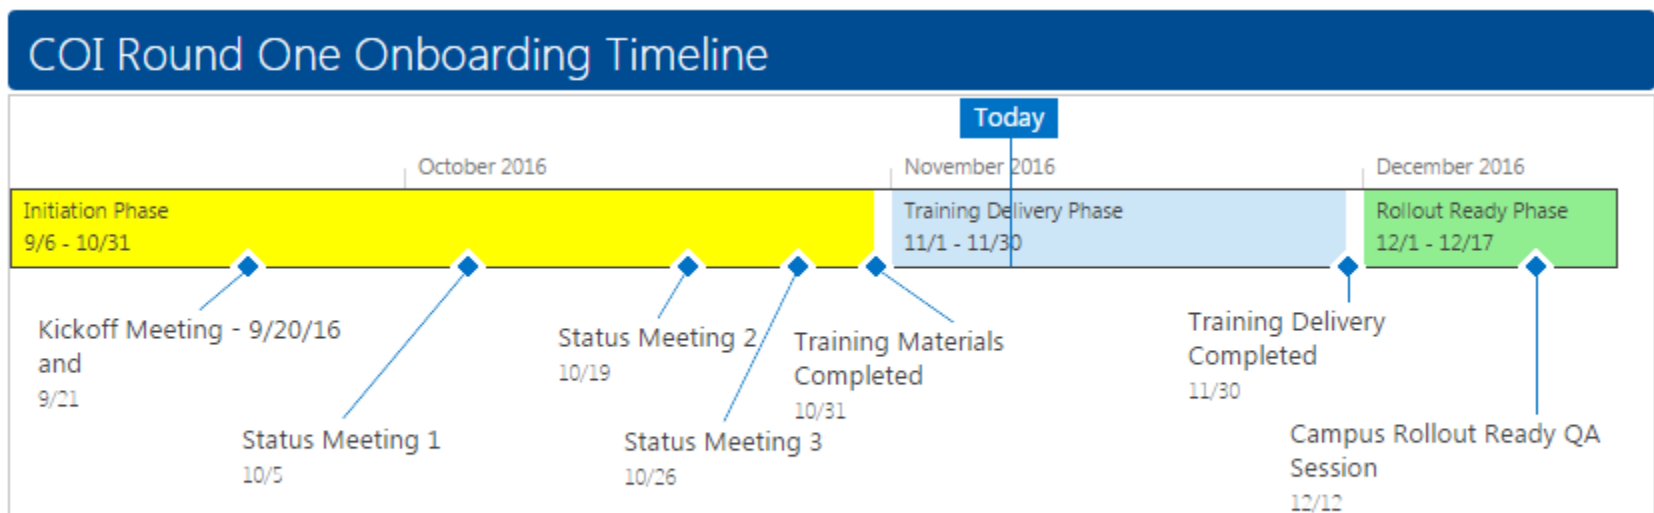 COI Round One Onboarding Timeline
Today
October 2016
November 2016
December 2016
Initiation Phase
9/6 - 10/31
Training Delivery Phase
11/1 - 11/30
Rollout Ready Phase
12/1 - 12/17
Kickoff Meeting - 9/20/16
and
9/21
Status Meeting 1
10/5
Status Meeting 2
10/19
Status Meeting 3
10/26
Training Materials
Completed
10/31
Training Delivery
Completed
11/30
Campus Rollout Ready QA
Session
12/12